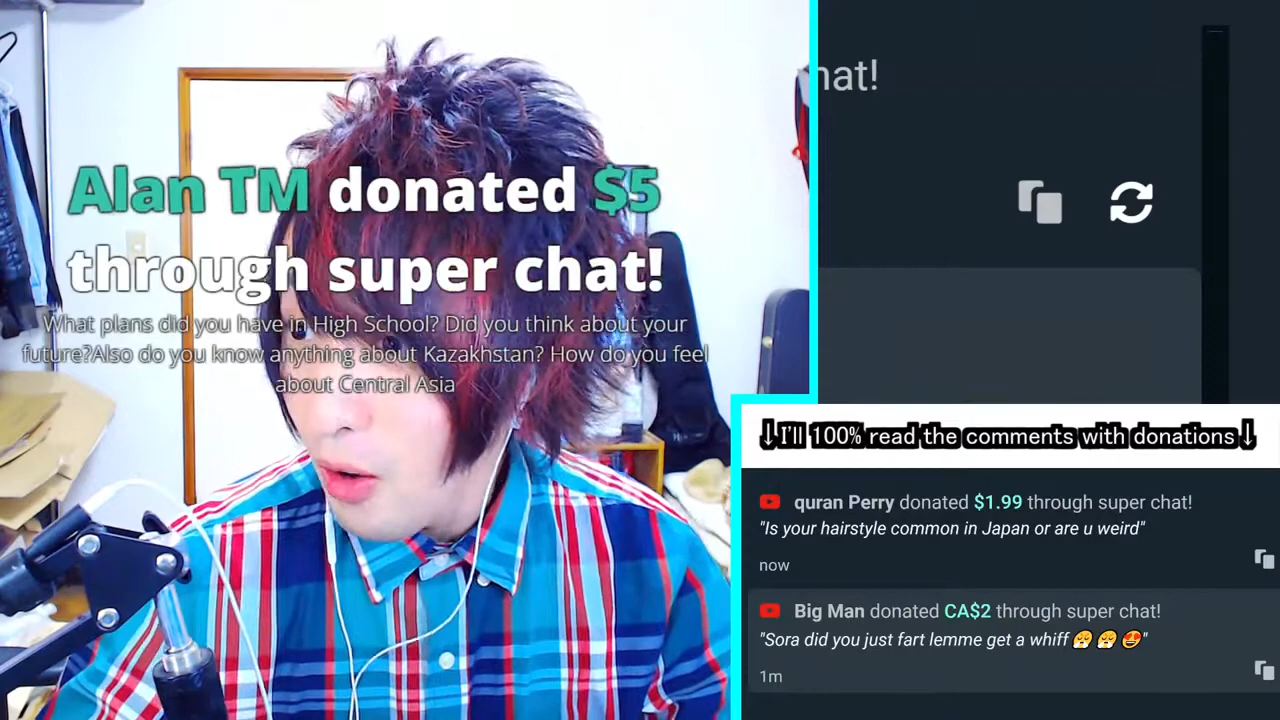 Alan TM donated $5
through super chat!
What plans did you have in High School? Did you think about your
future?Also do you know anything about Kazakhstan? How do you feel
about Central Asia
hat!
↓I'll 100% read the comments with donations↓
quran Perry donated $1.99 through super chat!
"Is your hairstyle common in Japan or are u weird"
now
Big Man donated CA$2 through super chat!
"Sora did you just fart lemme get a whiff 😤 😤 😍"
1m